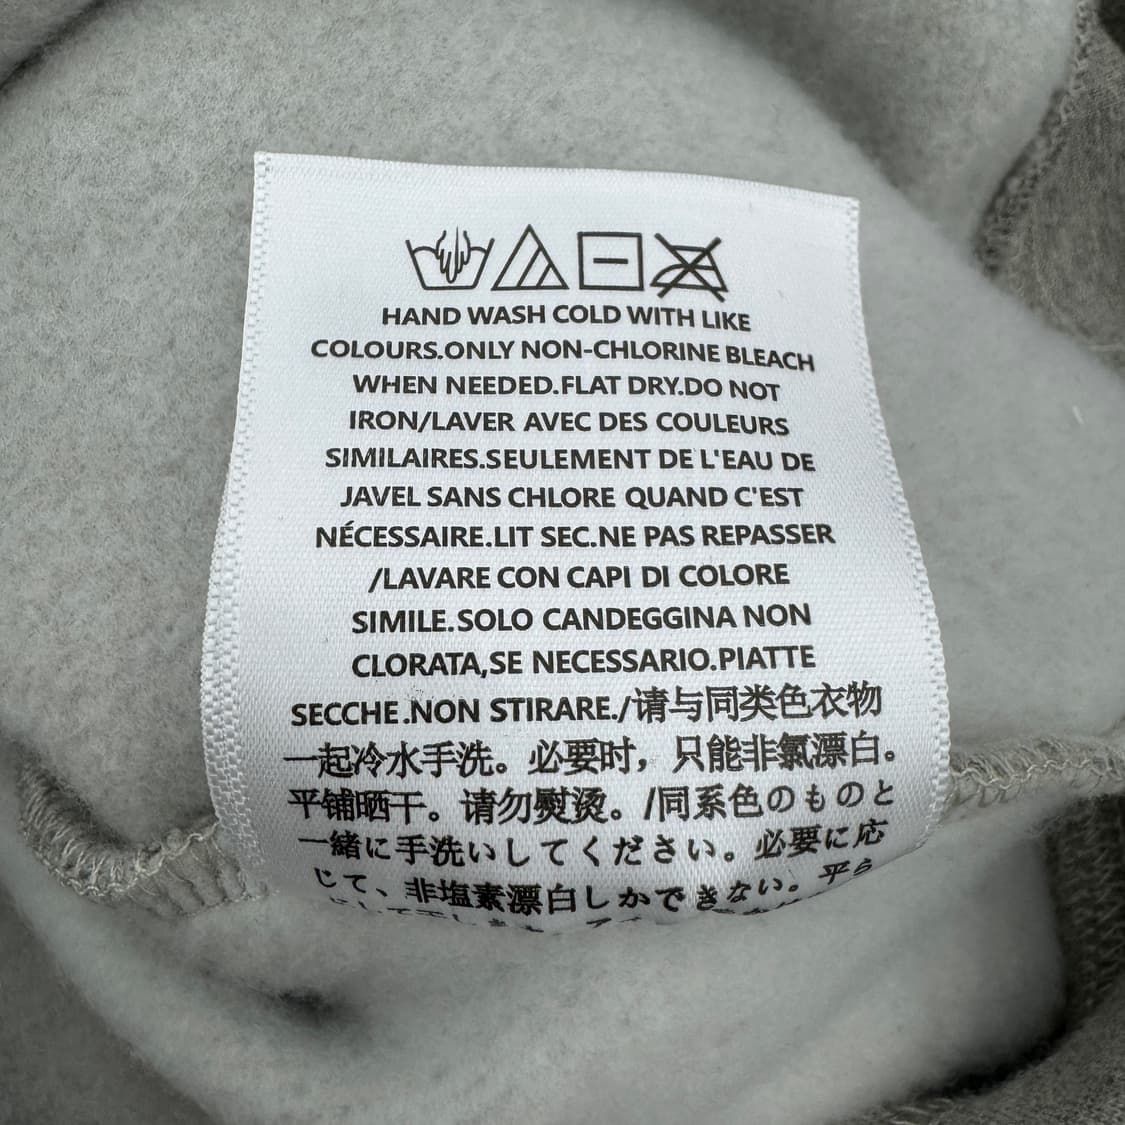 HAND WASH COLD WITH LIKE
COLOURS.ONLY NON-CHLORINE BLEACH
WHEN NEEDED.FLAT DRY.DO NOT
IRON/LAVER AVEC DES COULEURS
SIMILAIRES.SEULEMENT DE L'EAU DE
JAVEL SANS CHLORE QUAND C'EST
NÉCESSAIRE.LIT SEC.NE PAS REPASSER
/LAVARE CON CAPI DI COLORE
SIMILE.SOLO CANDEGGINA NON
CLORATA,SE NECESSARIO.PIATTE
SECCHE.NON STIRARE./请与同类色衣物
一起冷水手洗。必要时，只能非氯漂白。
平铺晒干。请勿熨烫。/同系色のものと
一緒に手洗いしてください。必要に応
じて、非塩素漂白しかできない。平ら